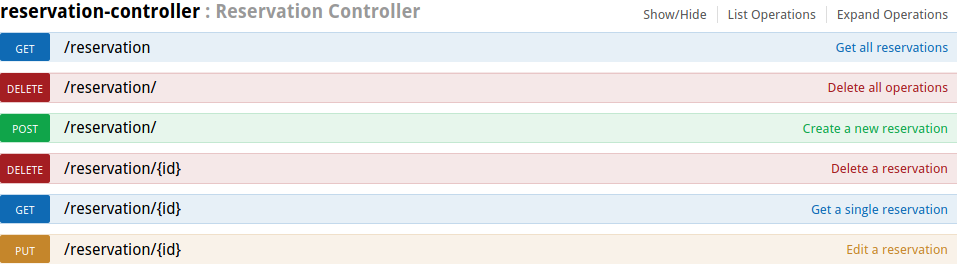 reservation-controller : Reservation Controller Show/Hide List Operations Expand Operations
GET /reservation Get all reservations
DELETE /reservation/ Delete all operations
POST /reservation/ Create a new reservation
DELETE /reservation/{id} Delete a reservation
GET /reservation/{id} Get a single reservation
PUT /reservation/{id} Edit a reservation